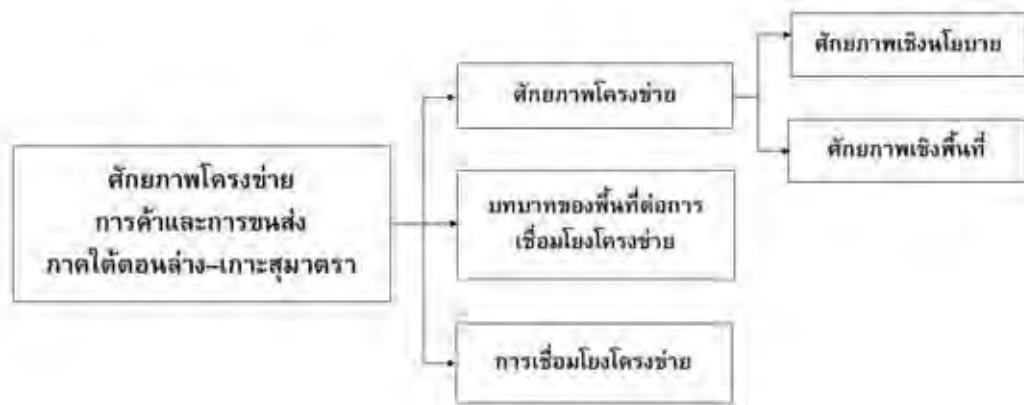 ศักยภาพโครงข่าย
การค้าและการขนส่ง
ภาคใต้ตอนล่าง–เกาะสุมาตรา
ศักยภาพโครงข่าย
บทบาทของพื้นที่ต่อการ
เชื่อมโยงโครงข่าย
การเชื่อมโยงโครงข่าย
ศักยภาพเชิงนโยบาย
ศักยภาพเชิงพื้นที่